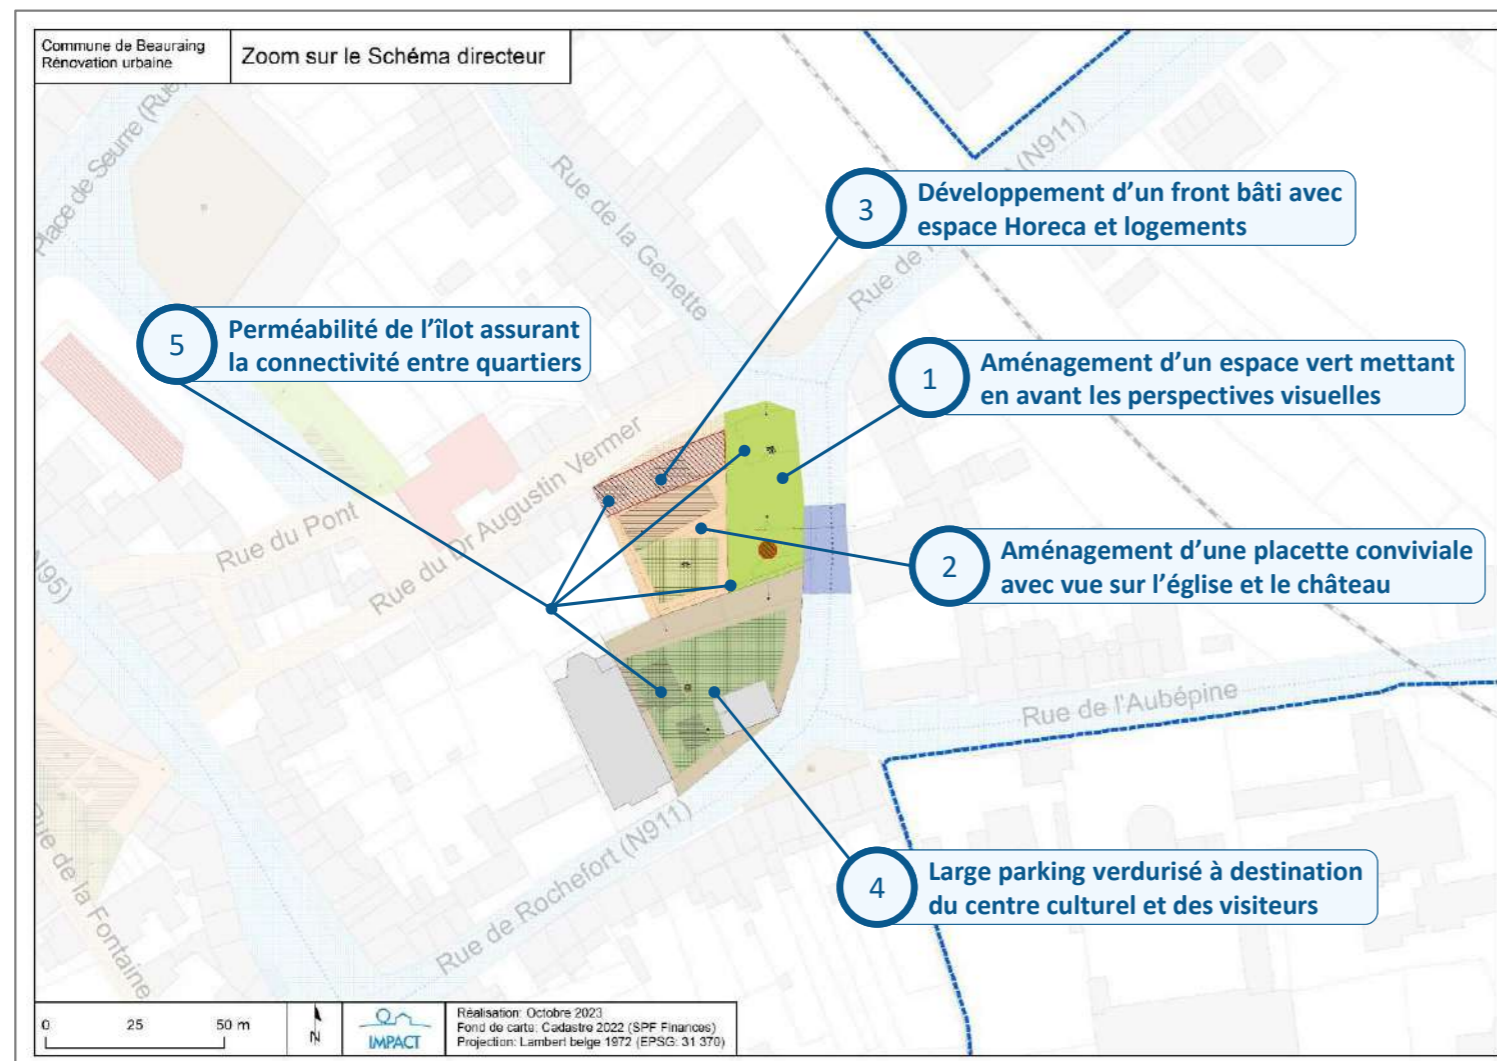 Commune de Beauraing
Rénovation urbaine
Zoom sur le Schéma directeur
Place de Seurre (Rue)
Rue de la Genette
(N911)
Rue de
3
Développement d'un front bâti avec
espace Horeca et logements
5
Perméabilité de l'îlot assurant
la connectivité entre quartiers
1
Aménagement d'un espace vert mettant
en avant les perspectives visuelles
Rue du Pont
Rue du Dr Augustin Vermer
N95)
2
Aménagement d'une placette conviviale
avec vue sur l'église et le château
Rue de l'Aubépine
Rue de la Fontaine
Rue de Rochefort (N911)
4
Large parking verdurisé à destination
du centre culturel et des visiteurs
0 25 50 m
N
IMPACT
Réalisation: Octobre 2023
Fond de carte: Cadastre 2022 (SPF Finances)
Projection: Lambert belge 1972 (EPSG: 31 370)